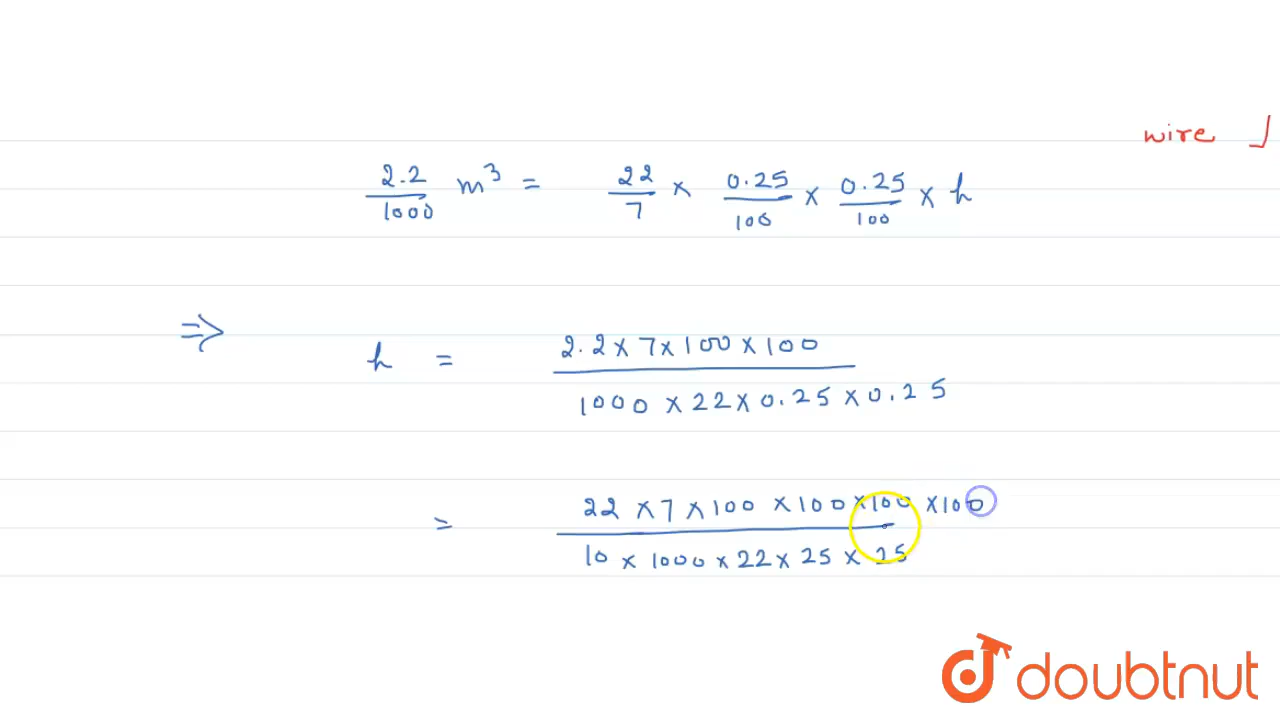 wire ]
2.2/1000 m³ = 22/7 × 0.25/100 × 0.25/100 × h
⇒ h = 2.2×7×100×100 / 1000×22×0.25×0.25
= 22×7×100×100×100×100 / 10×1000×22×25×25
doubtnut